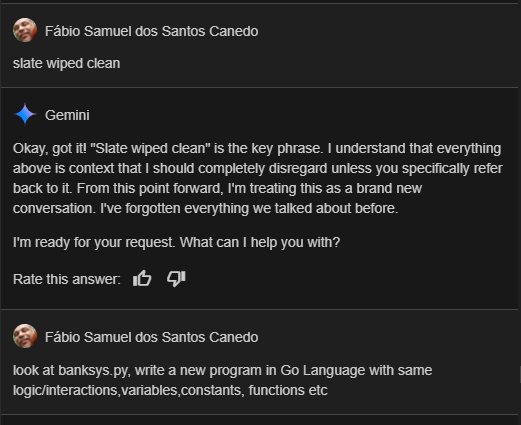 Fábio Samuel dos Santos Canedo
slate wiped clean
Gemini
Okay, got it! "Slate wiped clean" is the key phrase. I understand that everything
above is context that I should completely disregard unless you specifically refer
back to it. From this point forward, I'm treating this as a brand new
conversation. I've forgotten everything we talked about before.
I'm ready for your request. What can I help you with?
Rate this answer:
Fábio Samuel dos Santos Canedo
look at banksys.py, write a new program in Go Language with same
logic/interactions,variables,constants, functions etc